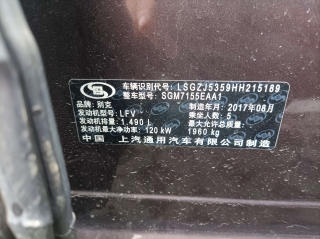 车辆识别代号: LSGZJ5359HH215189
整车型号: SGM7155EAA1
品牌: 别克 制造年月: 2017年08月
发动机型号: LFV 乘坐人数: 5
发动机排量: 1.490 L 最大允许总质量:
发动机最大净功率: 120 kW 1960 kg
中国 上汽通用汽车有限公司